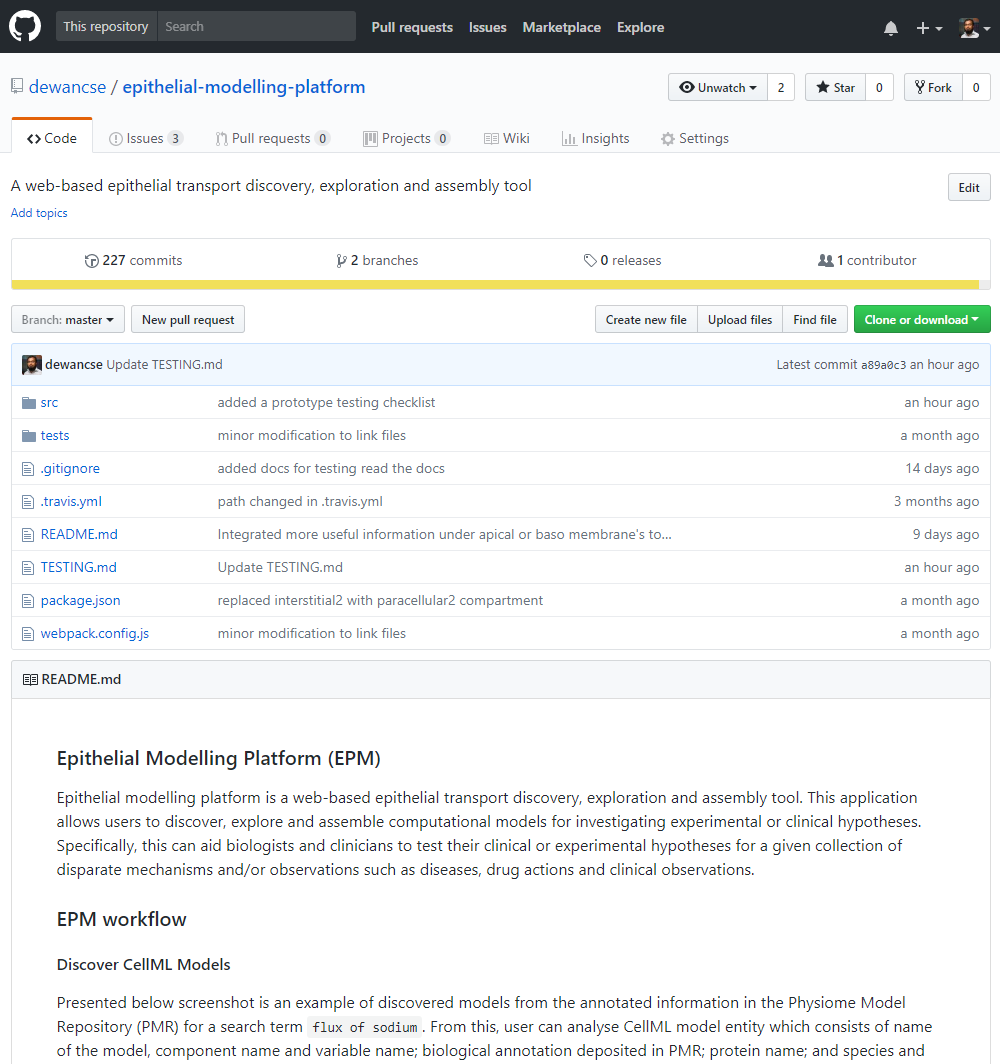 This repository Search Pull requests Issues Marketplace Explore
dewancse / epithelial-modelling-platform Unwatch 2 Star 0 Fork 0
Code Issues 3 Pull requests 0 Projects 0 Wiki Insights Settings
A web-based epithelial transport discovery, exploration and assembly tool Edit
Add topics
227 commits 2 branches 0 releases 1 contributor
Branch: master New pull request Create new file Upload files Find file Clone or download
dewancse Update TESTING.md Latest commit a89a0c3 an hour ago
src added a prototype testing checklist an hour ago
tests minor modification to link files a month ago
.gitignore added docs for testing read the docs 14 days ago
.travis.yml path changed in .travis.yml 3 months ago
README.md Integrated more useful information under apical or baso membrane's to... 9 days ago
TESTING.md Update TESTING.md an hour ago
package.json replaced interstitial2 with paracellular2 compartment a month ago
webpack.config.js minor modification to link files a month ago
README.md
Epithelial Modelling Platform (EPM)
Epithelial modelling platform is a web-based epithelial transport discovery, exploration and assembly tool. This application
allows users to discover, explore and assemble computational models for investigating experimental or clinical hypotheses.
Specifically, this can aid biologists and clinicians to test their clinical or experimental hypotheses for a given collection of
disparate mechanisms and/or observations such as diseases, drug actions and clinical observations.
EPM workflow
Discover CellML Models
Presented below screenshot is an example of discovered models from the annotated information in the Physiome Model
Repository (PMR) for a search term flux of sodium . From this, user can analyse CellML model entity which consists of name
of the model, component name and variable name; biological annotation deposited in PMR; protein name; and species and